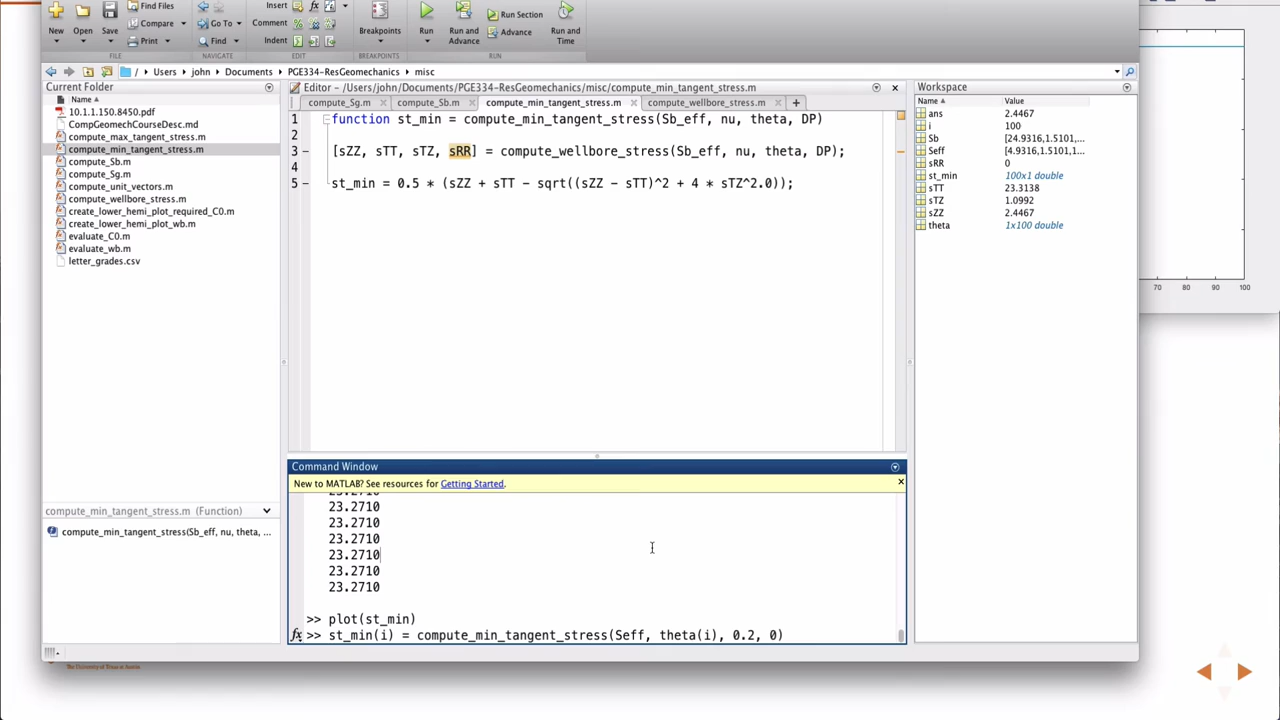 Find Files
Insert
Compare
Go To
Comment
Run Section
New
Open
Save
Print
Find
Indent
Breakpoints
Run
Run and
Advance
Advance
Run and
Time
FILE
NAVIGATE
EDIT
BREAKPOINTS
RUN
/ ▸ Users ▸ john ▸ Documents ▸ PGE334-ResGeomechanics ▸ misc
Current Folder
Name ▲
10.1.1.150.8450.pdf
CompGeomechCourseDesc.md
compute_max_tangent_stress.m
compute_min_tangent_stress.m
compute_Sb.m
compute_Sg.m
compute_unit_vectors.m
compute_wellbore_stress.m
create_lower_hemi_plot_required_C0.m
create_lower_hemi_plot_wb.m
evaluate_C0.m
evaluate_wb.m
letter_grades.csv
compute_min_tangent_stress.m (Function)
compute_min_tangent_stress(Sb_eff, nu, theta, ...
Editor – /Users/john/Documents/PGE334-ResGeomechanics/misc/compute_min_tangent_stress.m
compute_Sg.m
compute_Sb.m
compute_min_tangent_stress.m
compute_wellbore_stress.m
1 function st_min = compute_min_tangent_stress(Sb_eff, nu, theta, DP)
2
3 – [sZZ, sTT, sTZ, sRR] = compute_wellbore_stress(Sb_eff, nu, theta, DP);
4
5 – st_min = 0.5 * (sZZ + sTT – sqrt((sZZ – sTT)^2 + 4 * sTZ^2.0));
Command Window
New to MATLAB? See resources for Getting Started.
23.2710
23.2710
23.2710
23.2710
23.2710
23.2710
23.2710
>> plot(st_min)
fx >> st_min(i) = compute_min_tangent_stress(Seff, theta(i), 0.2, 0)
Workspace
Name ▲ Value
ans 2.4467
i 100
Sb [24.9316,1.5101,...
Seff [4.9316,1.5101,1...
sRR 0
st_min 100x1 double
sTT 23.3138
sTZ 1.0992
sZZ 2.4467
theta 1x100 double
70 80 90 100
The University of Texas at Austin